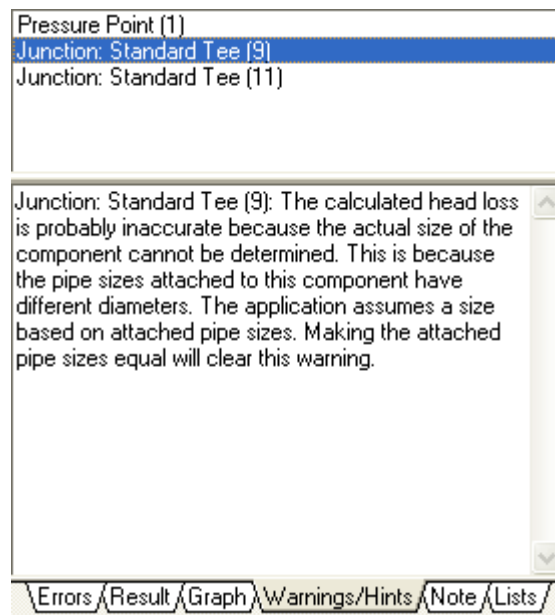 Pressure Point (1)
Junction: Standard Tee (9)
Junction: Standard Tee (11)
Junction: Standard Tee (9): The calculated head loss
is probably inaccurate because the actual size of the
component cannot be determined. This is because
the pipe sizes attached to this component have
different diameters. The application assumes a size
based on attached pipe sizes. Making the attached
pipe sizes equal will clear this warning.
Errors Result Graph Warnings/Hints Note Lists